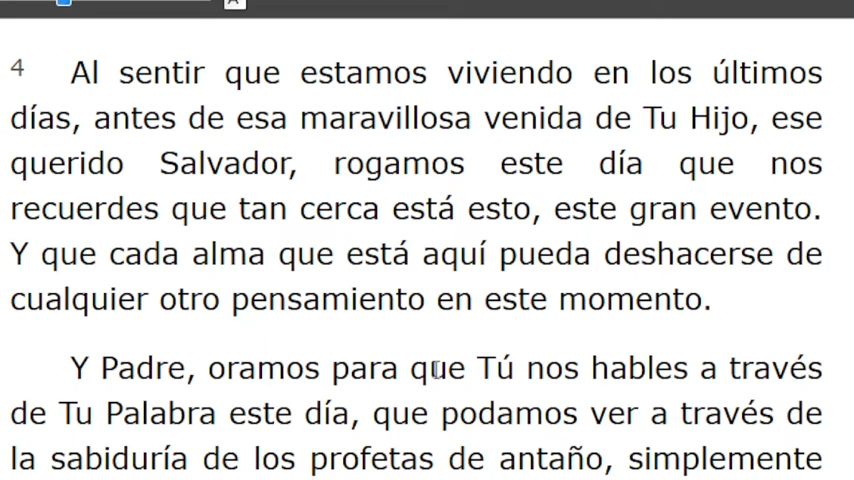 4 Al sentir que estamos viviendo en los últimos
días, antes de esa maravillosa venida de Tu Hijo, ese
querido Salvador, rogamos este día que nos
recuerdes que tan cerca está esto, este gran evento.
Y que cada alma que está aquí pueda deshacerse de
cualquier otro pensamiento en este momento.
Y Padre, oramos para que Tú nos hables a través
de Tu Palabra este día, que podamos ver a través de
la sabiduría de los profetas de antaño, simplemente